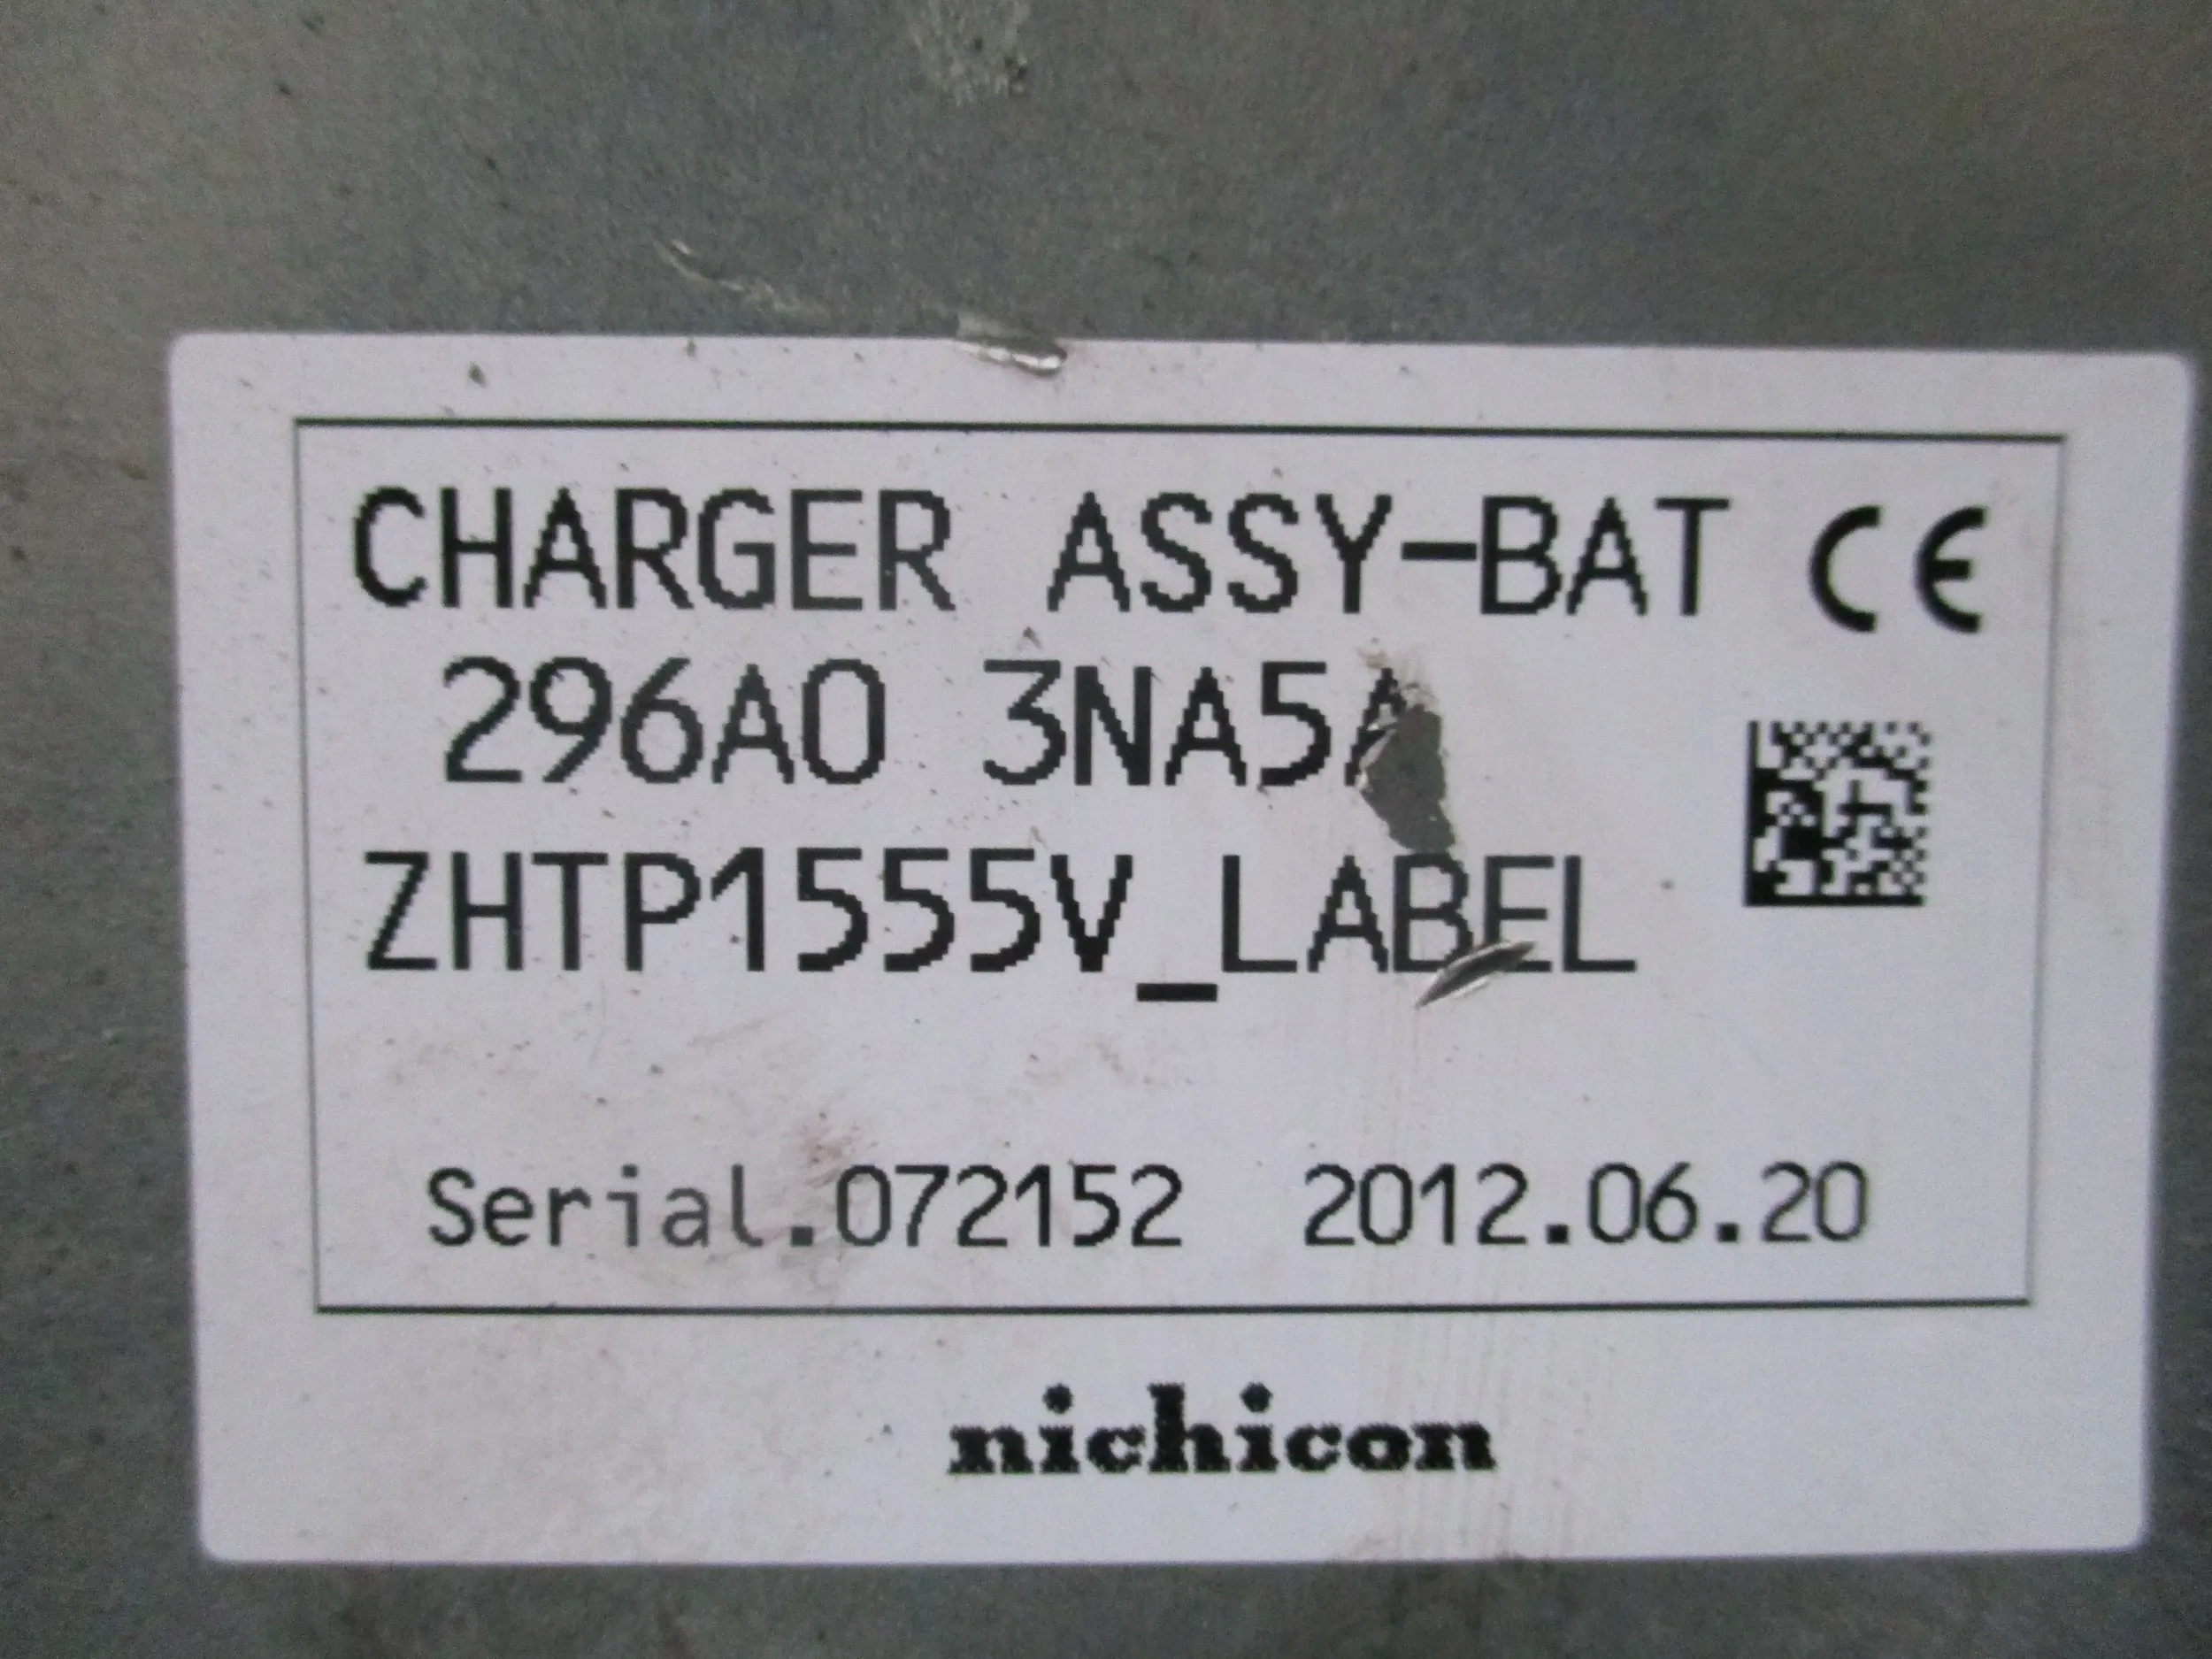 CHARGER ASSY-BAT CE
296A0 3NA5A
ZHTP1555V_LABEL
Serial.072152 2012.06.20
nichicon